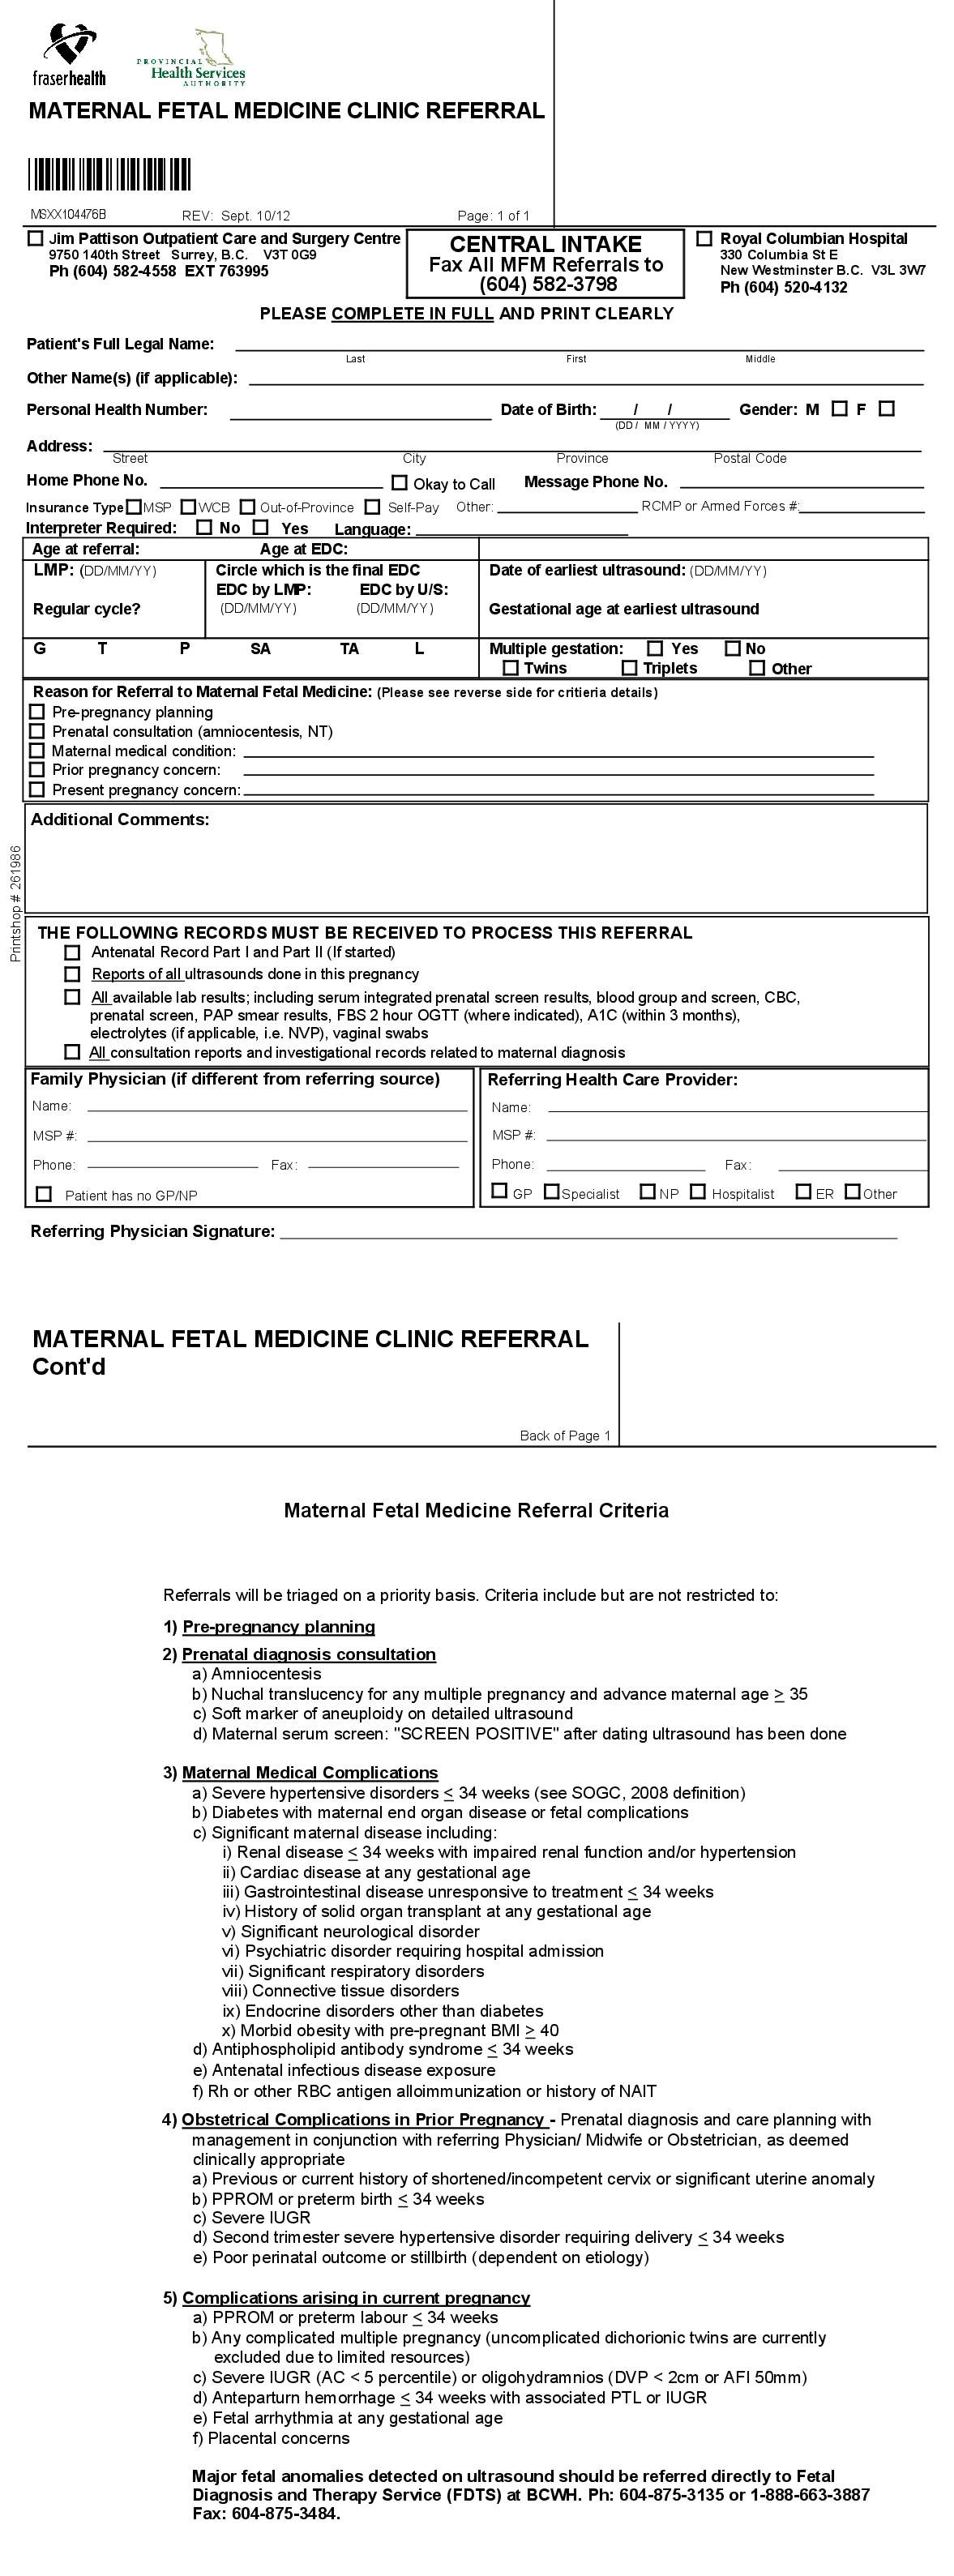 fraserhealth
PROVINCIAL
Health Services
AUTHORITY
MATERNAL FETAL MEDICINE CLINIC REFERRAL
MSXX104476B REV: Sept. 10/12 Page: 1 of 1
Jim Pattison Outpatient Care and Surgery Centre
9750 140th Street Surrey, B.C. V3T 0G9
Ph (604) 582-4558 EXT 763995
CENTRAL INTAKE
Fax All MFM Referrals to
(604) 582-3798
Royal Columbian Hospital
330 Columbia St E
New Westminster B.C. V3L 3W7
Ph (604) 520-4132
PLEASE COMPLETE IN FULL AND PRINT CLEARLY
Patient's Full Legal Name:
Last First Middle
Other Name(s) (if applicable):
Personal Health Number: Date of Birth: / / Gender: M F
(DD / MM / YYYY)
Address:
Street City Province Postal Code
Home Phone No. Okay to Call Message Phone No.
Insurance Type MSP WCB Out-of-Province Self-Pay Other: RCMP or Armed Forces #:
Interpreter Required: No Yes Language:
Age at referral: Age at EDC:
LMP: (DD/MM/YY) Circle which is the final EDC Date of earliest ultrasound: (DD/MM/YY)
EDC by LMP: EDC by U/S:
Regular cycle? (DD/MM/YY) (DD/MM/YY) Gestational age at earliest ultrasound
G T P SA TA L Multiple gestation: Yes No
Twins Triplets Other
Reason for Referral to Maternal Fetal Medicine: (Please see reverse side for critieria details)
Pre-pregnancy planning
Prenatal consultation (amniocentesis, NT)
Maternal medical condition:
Prior pregnancy concern:
Present pregnancy concern:
Additional Comments:
Printshop # 261986
THE FOLLOWING RECORDS MUST BE RECEIVED TO PROCESS THIS REFERRAL
Antenatal Record Part I and Part II (If started)
Reports of all ultrasounds done in this pregnancy
All available lab results; including serum integrated prenatal screen results, blood group and screen, CBC,
prenatal screen, PAP smear results, FBS 2 hour OGTT (where indicated), A1C (within 3 months),
electrolytes (if applicable, i.e. NVP), vaginal swabs
All consultation reports and investigational records related to maternal diagnosis
Family Physician (if different from referring source)
Name:
MSP #:
Phone: Fax:
Patient has no GP/NP
Referring Health Care Provider:
Name:
MSP #:
Phone: Fax:
GP Specialist NP Hospitalist ER Other
Referring Physician Signature:
MATERNAL FETAL MEDICINE CLINIC REFERRAL
Cont'd
Back of Page 1
Maternal Fetal Medicine Referral Criteria
Referrals will be triaged on a priority basis. Criteria include but are not restricted to:
1) Pre-pregnancy planning
2) Prenatal diagnosis consultation
a) Amniocentesis
b) Nuchal translucency for any multiple pregnancy and advance maternal age ≥ 35
c) Soft marker of aneuploidy on detailed ultrasound
d) Maternal serum screen: "SCREEN POSITIVE" after dating ultrasound has been done
3) Maternal Medical Complications
a) Severe hypertensive disorders ≤ 34 weeks (see SOGC, 2008 definition)
b) Diabetes with maternal end organ disease or fetal complications
c) Significant maternal disease including:
i) Renal disease ≤ 34 weeks with impaired renal function and/or hypertension
ii) Cardiac disease at any gestational age
iii) Gastrointestinal disease unresponsive to treatment ≤ 34 weeks
iv) History of solid organ transplant at any gestational age
v) Significant neurological disorder
vi) Psychiatric disorder requiring hospital admission
vii) Significant respiratory disorders
viii) Connective tissue disorders
ix) Endocrine disorders other than diabetes
x) Morbid obesity with pre-pregnant BMI ≥ 40
d) Antiphospholipid antibody syndrome ≤ 34 weeks
e) Antenatal infectious disease exposure
f) Rh or other RBC antigen alloimmunization or history of NAIT
4) Obstetrical Complications in Prior Pregnancy - Prenatal diagnosis and care planning with
management in conjunction with referring Physician/ Midwife or Obstetrician, as deemed
clinically appropriate
a) Previous or current history of shortened/incompetent cervix or significant uterine anomaly
b) PPROM or preterm birth ≤ 34 weeks
c) Severe IUGR
d) Second trimester severe hypertensive disorder requiring delivery ≤ 34 weeks
e) Poor perinatal outcome or stillbirth (dependent on etiology)
5) Complications arising in current pregnancy
a) PPROM or preterm labour ≤ 34 weeks
b) Any complicated multiple pregnancy (uncomplicated dichorionic twins are currently
excluded due to limited resources)
c) Severe IUGR (AC < 5 percentile) or oligohydramnios (DVP < 2cm or AFI 50mm)
d) Anteparturn hemorrhage ≤ 34 weeks with associated PTL or IUGR
e) Fetal arrhythmia at any gestational age
f) Placental concerns
Major fetal anomalies detected on ultrasound should be referred directly to Fetal
Diagnosis and Therapy Service (FDTS) at BCWH. Ph: 604-875-3135 or 1-888-663-3887
Fax: 604-875-3484.